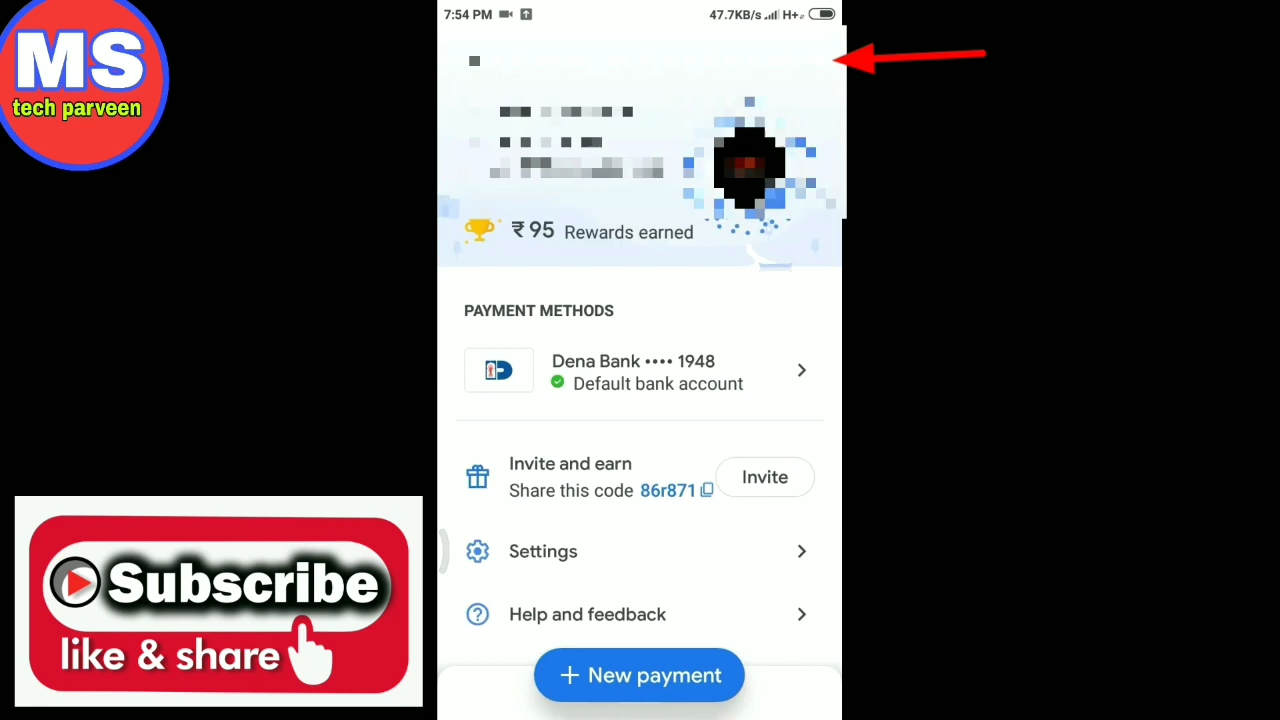 MS
tech parveen
7:54 PM
47.7KB/s H+
₹ 95 Rewards earned
PAYMENT METHODS
Dena Bank •••• 1948
Default bank account
Invite and earn
Share this code 86r871
Invite
Settings
Help and feedback
+ New payment
Subscribe
like & share